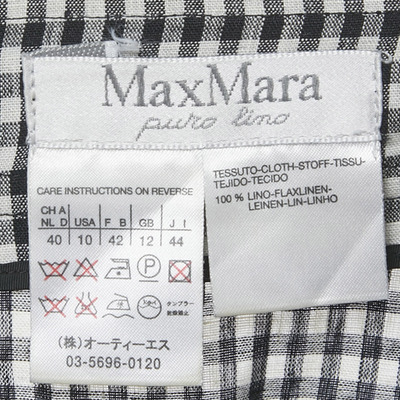 MaxMara
puro lino
CARE INSTRUCTIONS ON REVERSE
CH A USA F B GB J I
NL D
40 10 42 12 44
P
タンブラー
乾燥禁止
(株)オーティーエス
03-5696-0120
TESSUTO-CLOTH-STOFF-TISSU-
TEJIDO-TECIDO
100 % LINO-FLAXLINEN-
LEINEN-LIN-LINHO